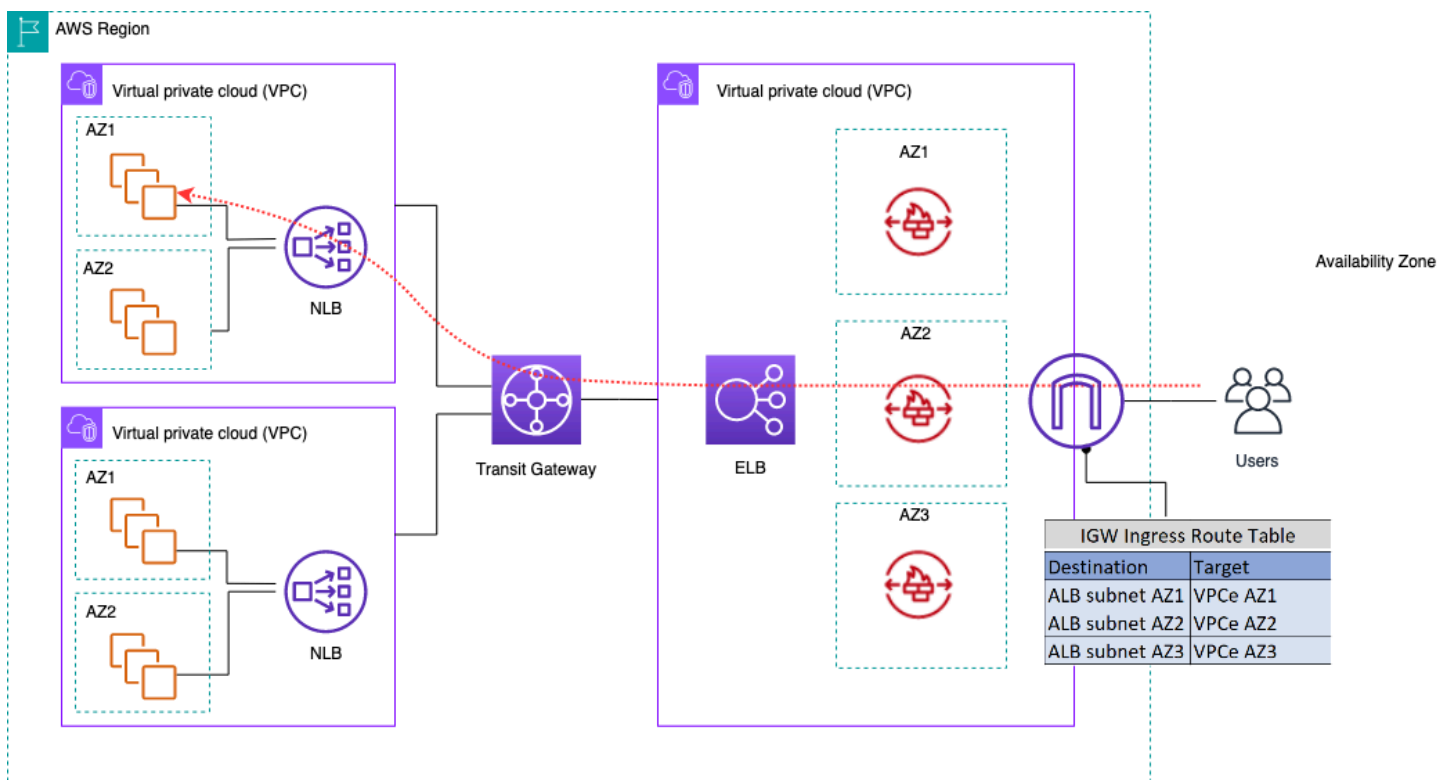 AWS Region
Virtual private cloud (VPC)
AZ1
AZ2
NLB
Virtual private cloud (VPC)
AZ1
AZ2
NLB
Transit Gateway
Virtual private cloud (VPC)
AZ1
AZ2
AZ3
ELB
Availability Zone
Users
IGW Ingress Route Table
Destination Target
ALB subnet AZ1 VPCe AZ1
ALB subnet AZ2 VPCe AZ2
ALB subnet AZ3 VPCe AZ3